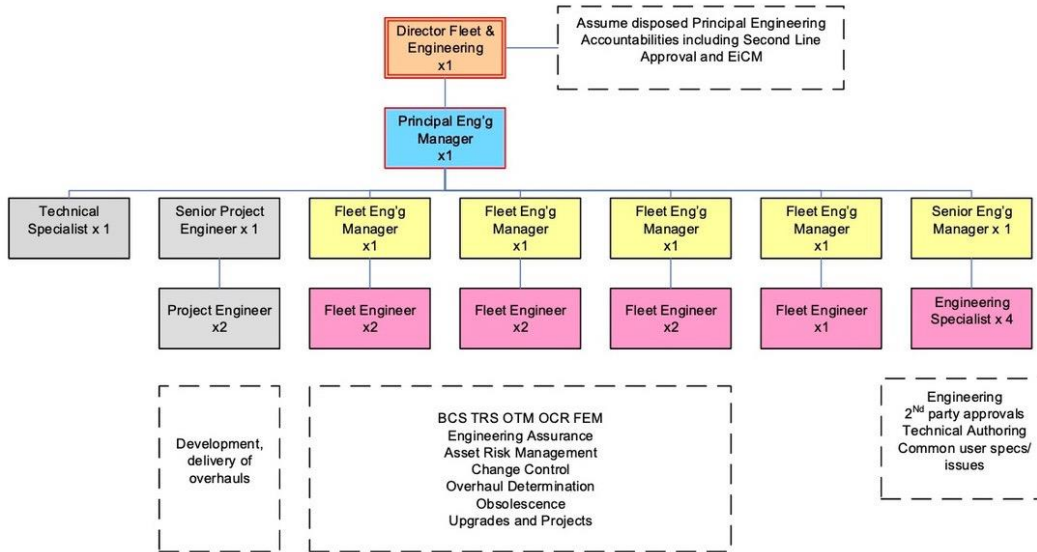 Director Fleet &
Engineering
x1
Assume disposed Principal Engineering
Accountabilities including Second Line
Approval and EiCM
Principal Eng'g
Manager
x1
Technical
Specialist x 1
Senior Project
Engineer x 1
Fleet Eng'g
Manager
x1
Fleet Eng'g
Manager
x1
Fleet Eng'g
Manager
x1
Fleet Eng'g
Manager
x1
Senior Eng'g
Manager x 1
Project Engineer
x2
Fleet Engineer
x2
Fleet Engineer
x2
Fleet Engineer
x2
Fleet Engineer
x1
Engineering
Specialist x 4
Development,
delivery of
overhauls
BCS TRS OTM OCR FEM
Engineering Assurance
Asset Risk Management
Change Control
Overhaul Determination
Obsolescence
Upgrades and Projects
Engineering
2Nd party approvals
Technical Authoring
Common user specs/
issues